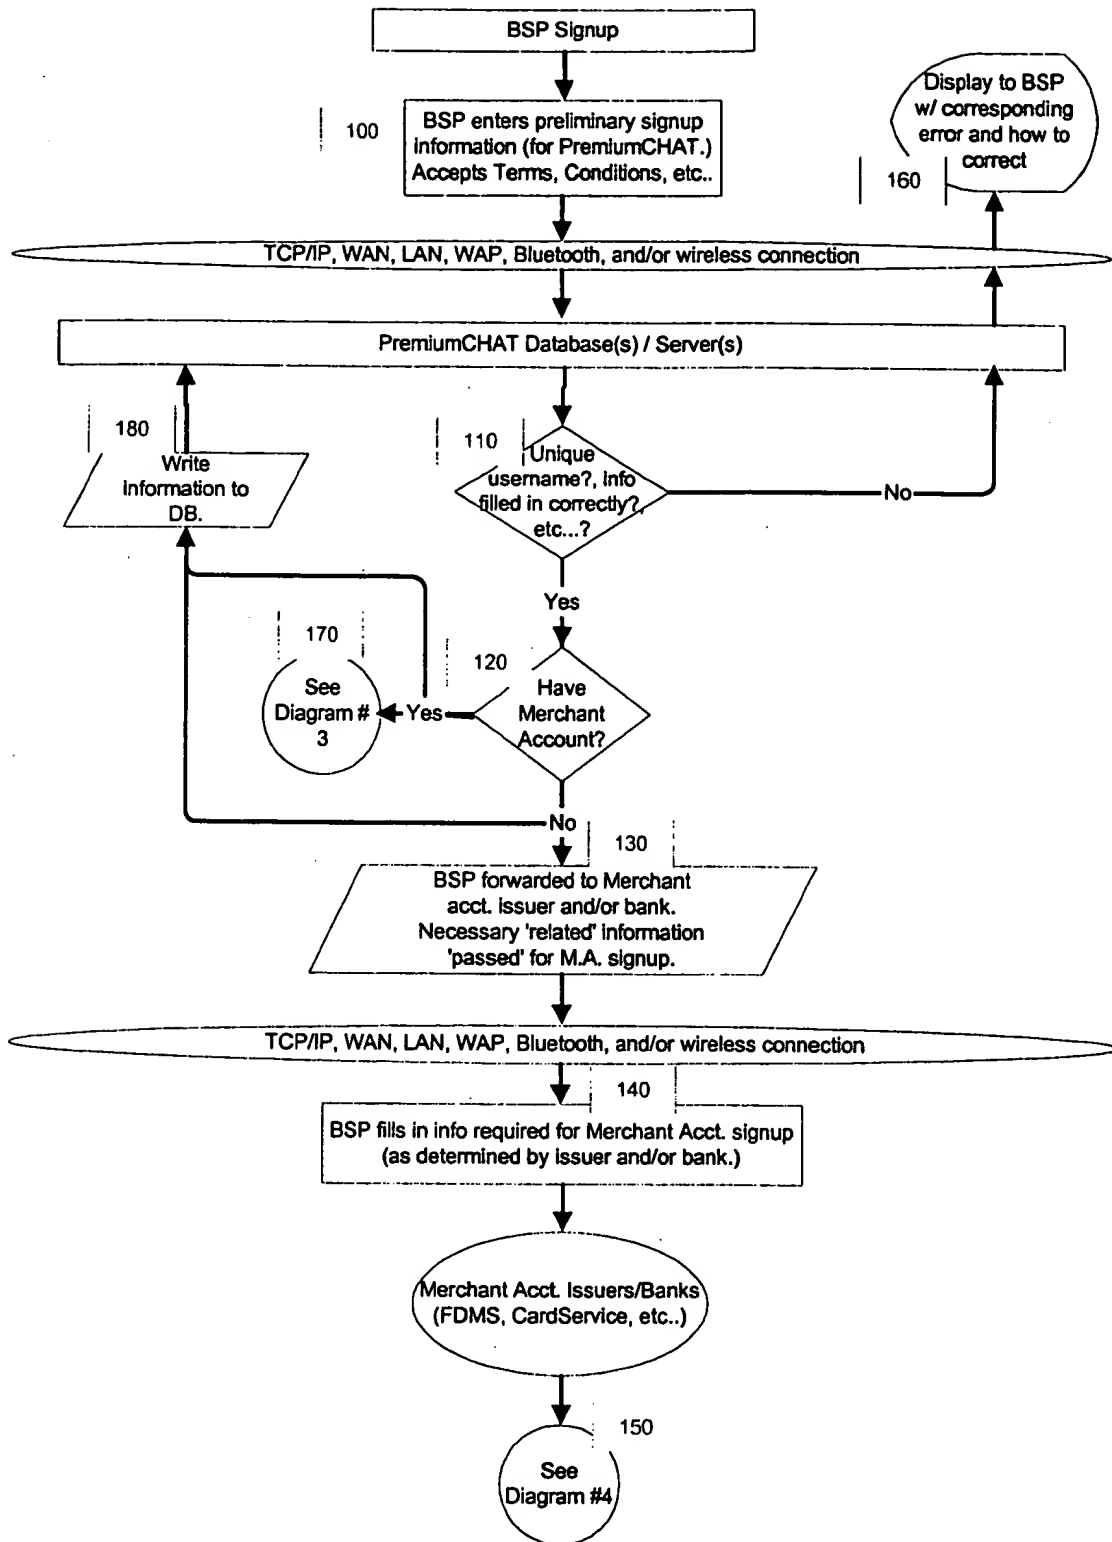 BSP Signup
Display to BSP
w/ corresponding
error and how to
correct
100
BSP enters preliminary signup
information (for PremiumCHAT.)
Accepts Terms, Conditions, etc..
160
TCP/IP, WAN, LAN, WAP, Bluetooth, and/or wireless connection
PremiumCHAT Database(s) / Server(s)
180
Write
information to
DB.
110
Unique
username?, info
filled in correctly?,
etc...?
No
Yes
170
See
Diagram #
3
Yes
120
Have
Merchant
Account?
No
130
BSP forwarded to Merchant
acct. issuer and/or bank.
Necessary 'related' information
'passed' for M.A. signup.
TCP/IP, WAN, LAN, WAP, Bluetooth, and/or wireless connection
140
BSP fills in info required for Merchant Acct. signup
(as determined by issuer and/or bank.)
Merchant Acct. Issuers/Banks
(FDMS, CardService, etc..)
150
See
Diagram #4